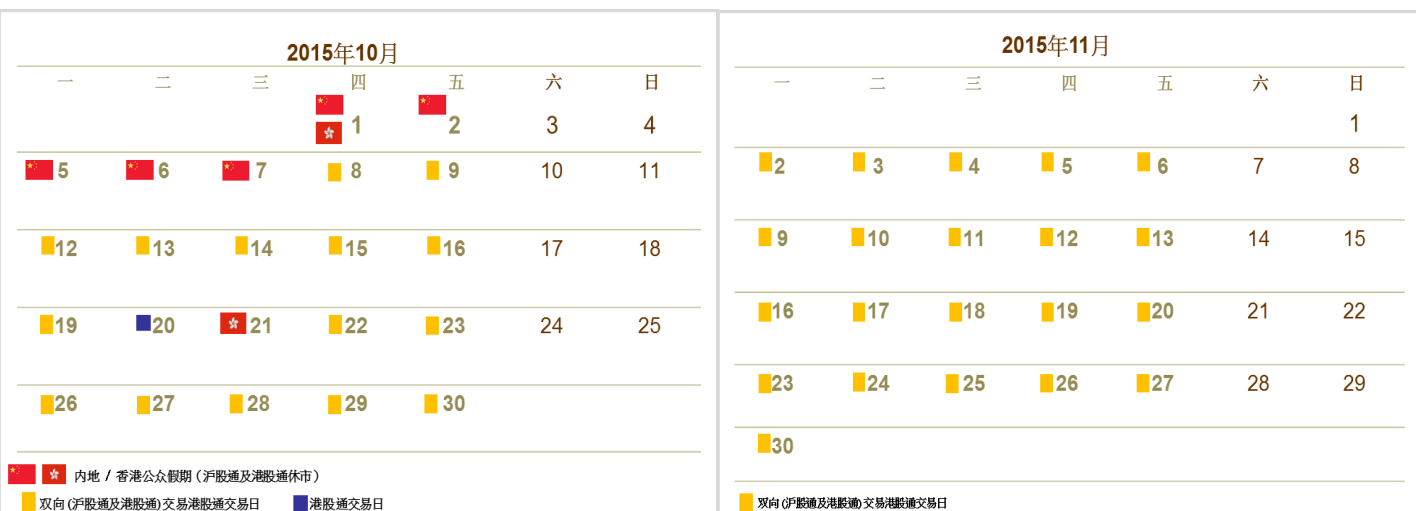 2015年10月
一 二 三 四 五 六 日
1 2 3 4
5 6 7 8 9 10 11
12 13 14 15 16 17 18
19 20 21 22 23 24 25
26 27 28 29 30
内地 / 香港公众假期 (沪股通及港股通休市)
双向 (沪股通及港股通) 交易港股通交易日 港股通交易日
2015年11月
一 二 三 四 五 六 日
1
2 3 4 5 6 7 8
9 10 11 12 13 14 15
16 17 18 19 20 21 22
23 24 25 26 27 28 29
30
双向 (沪股通及港股通) 交易港股通交易日